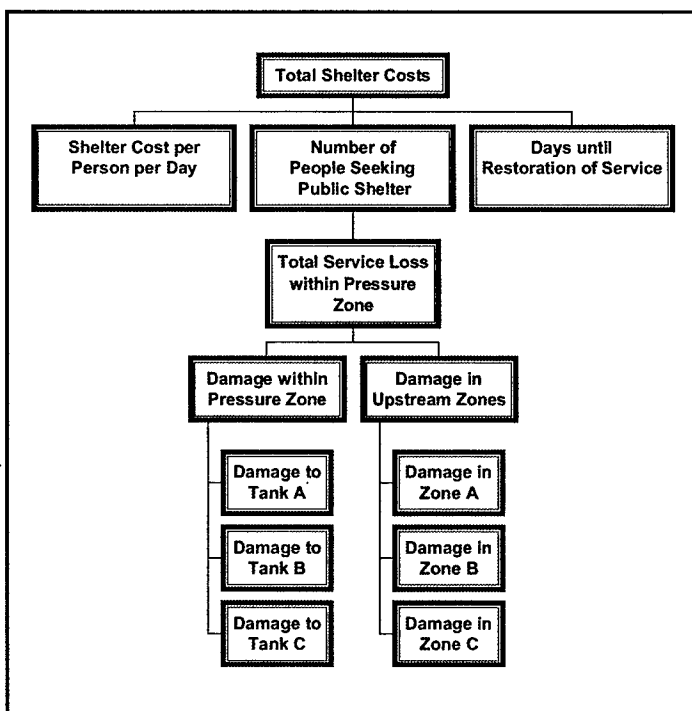 Total Shelter Costs
Shelter Cost per
Person per Day
Number of
People Seeking
Public Shelter
Days until
Restoration of Service
Total Service Loss
within Pressure
Zone
Damage within
Pressure Zone
Damage in
Upstream Zones
Damage to
Tank A
Damage in
Zone A
Damage to
Tank B
Damage in
Zone B
Damage to
Tank C
Damage in
Zone C